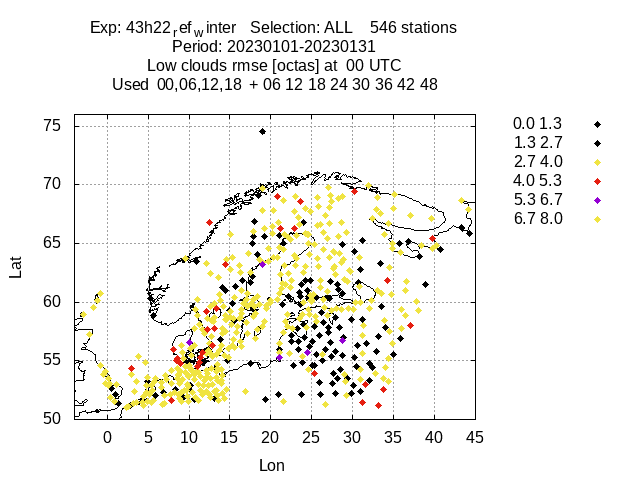 Exp: 43h22ref winter   Selection: ALL    546 stations
Period: 20230101-20230131
Low clouds rmse [octas] at  00 UTC
Used  00,06,12,18  + 06 12 18 24 30 36 42 48
0.0 1.3
1.3 2.7
2.7 4.0
4.0 5.3
5.3 6.7
6.7 8.0
75
70
65
60
55
50
Lat
0 5 10 15 20 25 30 35 40 45
Lon